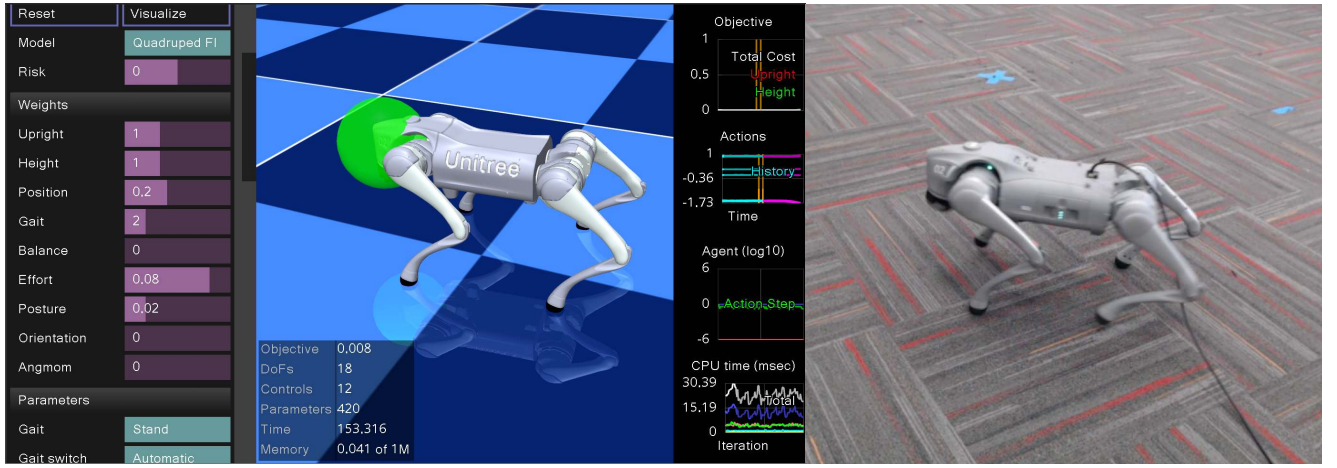 Reset Visualize
Model Quadruped Fl
Risk 0
Weights
Upright 1
Height 1
Position 0.2
Gait 2
Balance 0
Effort 0.08
Posture 0.02
Orientation 0
Angmom 0
Parameters
Gait Stand
Gait switch Automatic
Unitree
Objective 0.008
DoFs 18
Controls 12
Parameters 420
Time 153.316
Memory 0.041 of 1M
Objective
1
Total Cost
0.5 Upright
Height
0
Actions
1
History
-0.36
-1.73
Time
Agent (log10)
6
0 Action Step
-6
CPU time (msec)
30.39
Total
15.19
0
Iteration